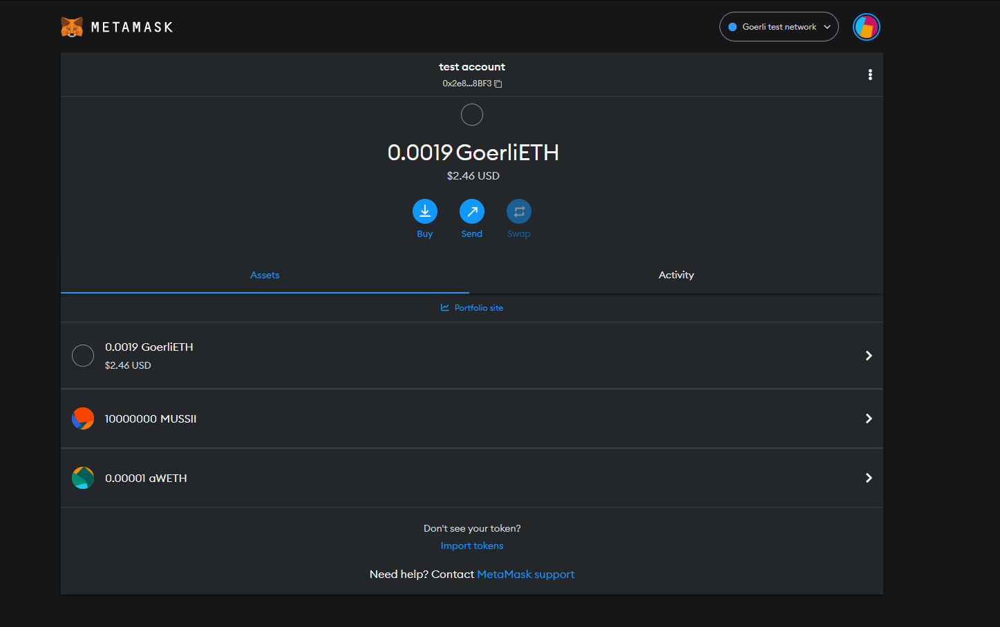 METAMASK
Goerli test network
test account
0x2e8...8BF3
0.0019 GoerliETH
$2.46 USD
Buy
Send
Swap
Assets
Activity
Portfolio site
0.0019 GoerliETH
$2.46 USD
10000000 MUSSII
0.00001 aWETH
Don't see your token?
Import tokens
Need help? Contact MetaMask support